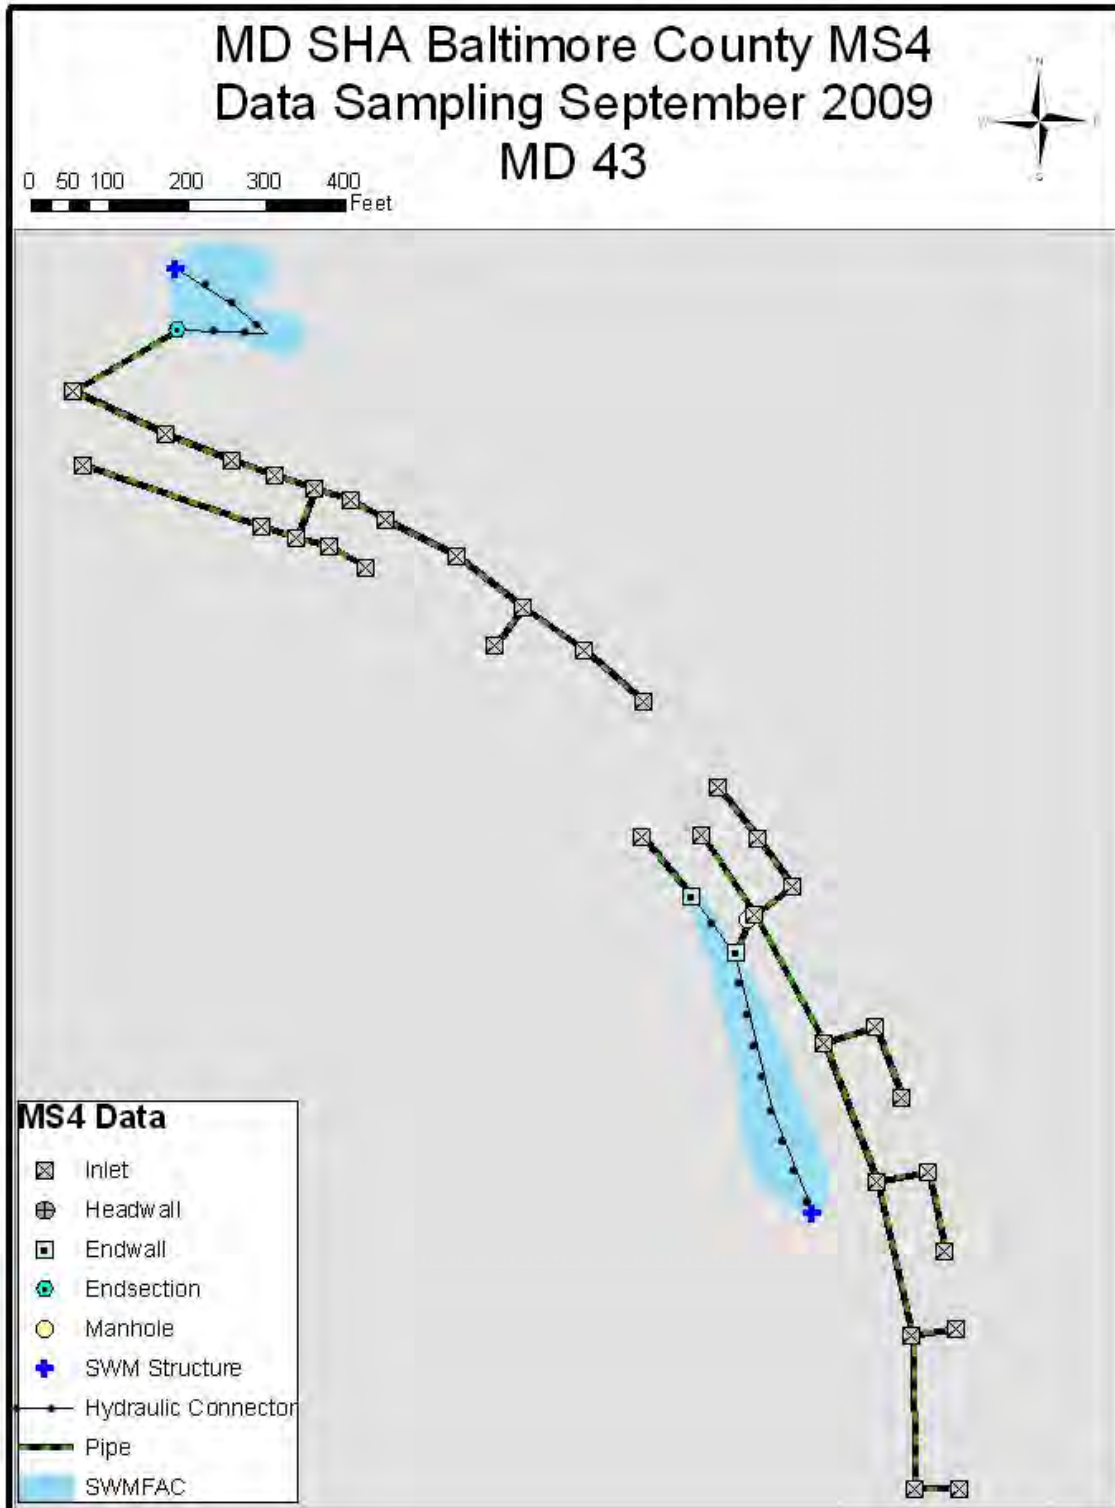 MD SHA Baltimore County MS4
Data Sampling September 2009
MD 43
N
W
E
S
0 50 100 200 300 400
Feet
MS4 Data
Inlet
Headwall
Endwall
Endsection
Manhole
SWM Structure
Hydraulic Connector
Pipe
SWMFAC